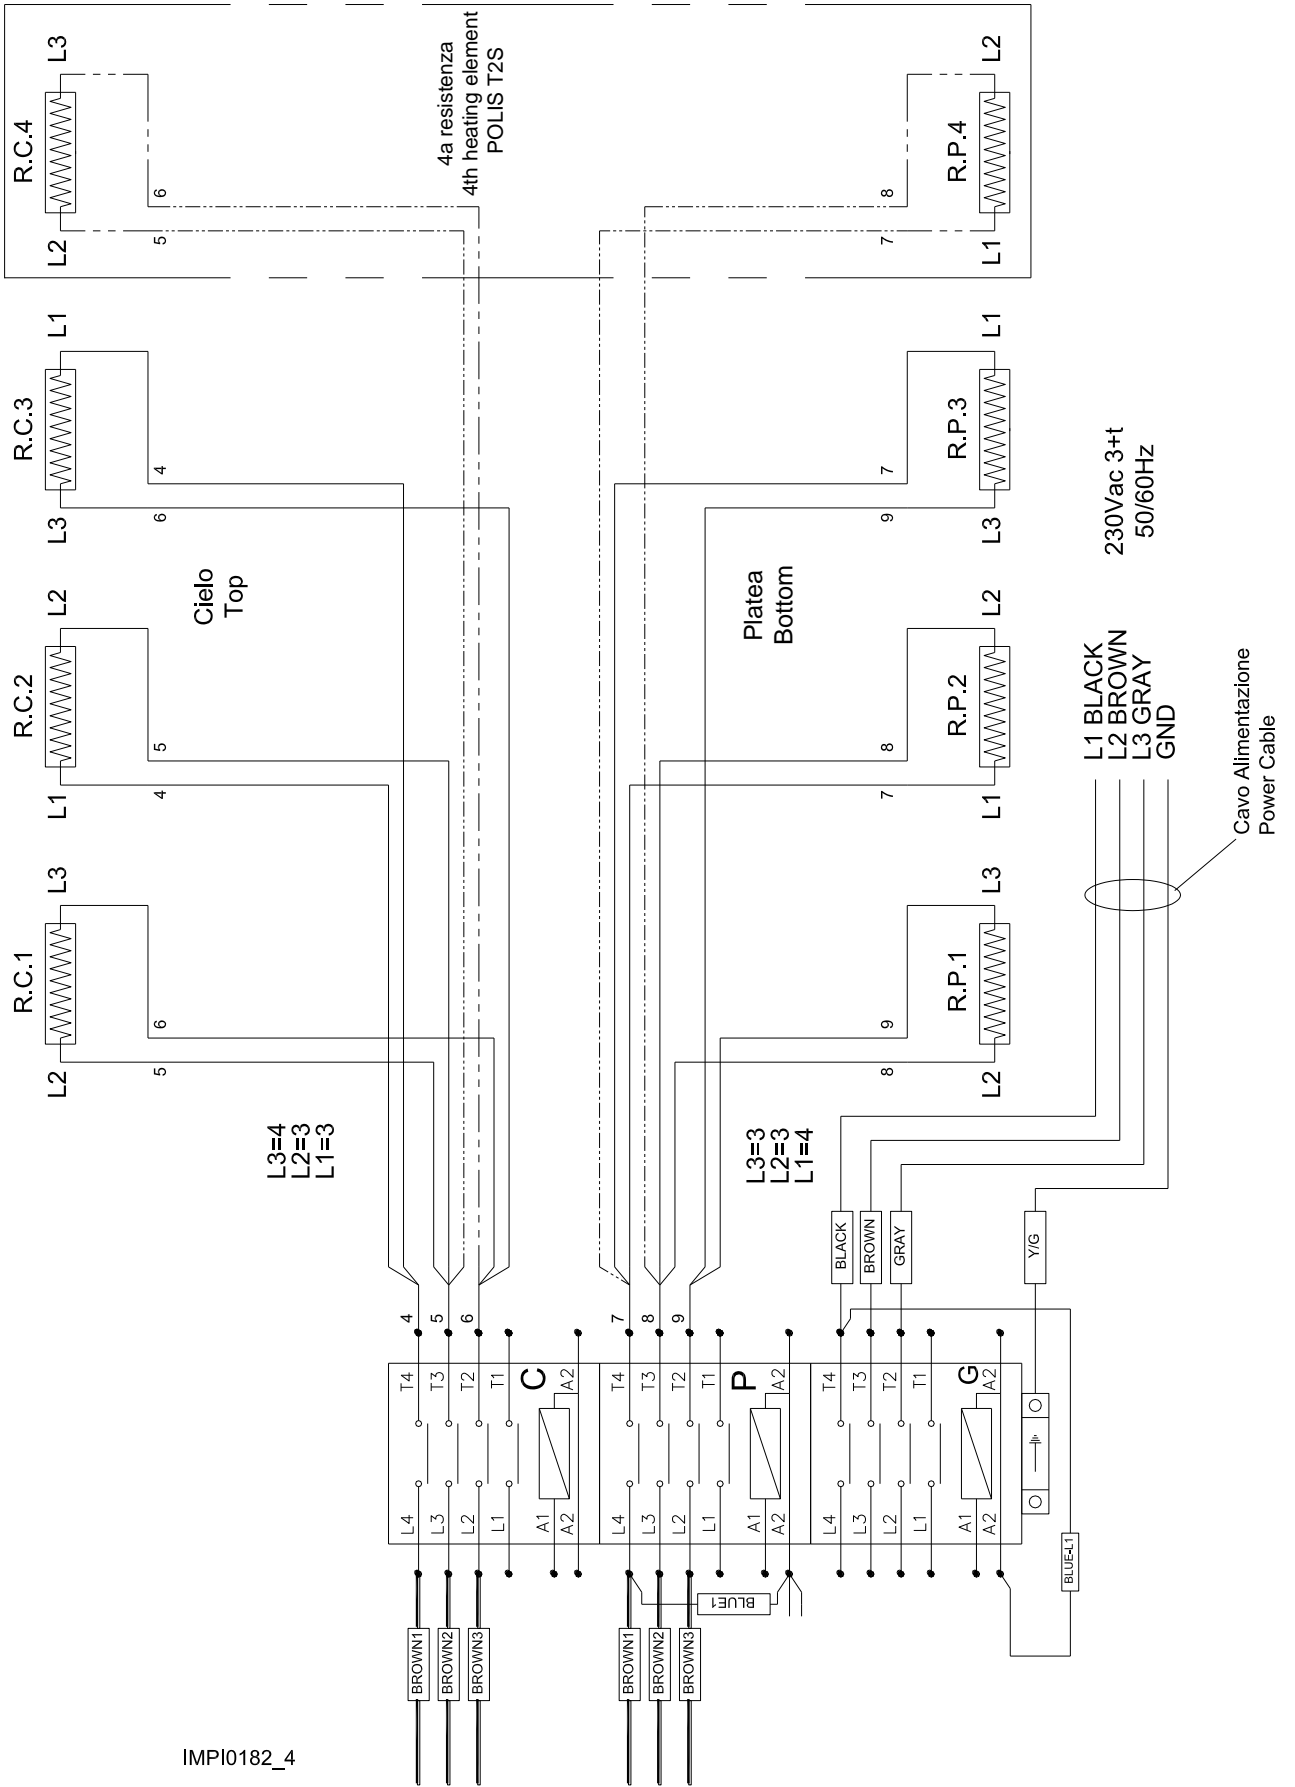 R.C.4
L2
L3
6
5
4a resistenza
4th heating element
POLIS T2S
8
7
R.P.4
L1
L2
R.C.3
L3
L1
4
6
7
9
R.P.3
L3
L1
R.C.2
L1
L2
5
4
Cielo
Top
Platea
Bottom
8
7
R.P.2
L1
L2
230Vac 3+t
50/60Hz
L1 BLACK
L2 BROWN
L3 GRAY
GND
Cavo Alimentazione
Power Cable
R.C.1
L2
L3
6
5
9
8
R.P.1
L2
L3
L3=4
L2=3
L1=3
L3=3
L2=3
L1=4
BLACK
BROWN
GRAY
Y/G
4
5
6
7
8
9
T4
T3
T2
T1
C
A2
T4
T3
T2
T1
P
A2
T4
T3
T2
T1
G
A2
L4
L3
L2
L1
A1
A2
L4
L3
L2
L1
A1
A2
L4
L3
L2
L1
A1
A2
BLUE1
BLUE-L1
BROWN1
BROWN2
BROWN3
BROWN1
BROWN2
BROWN3
IMPI0182_4